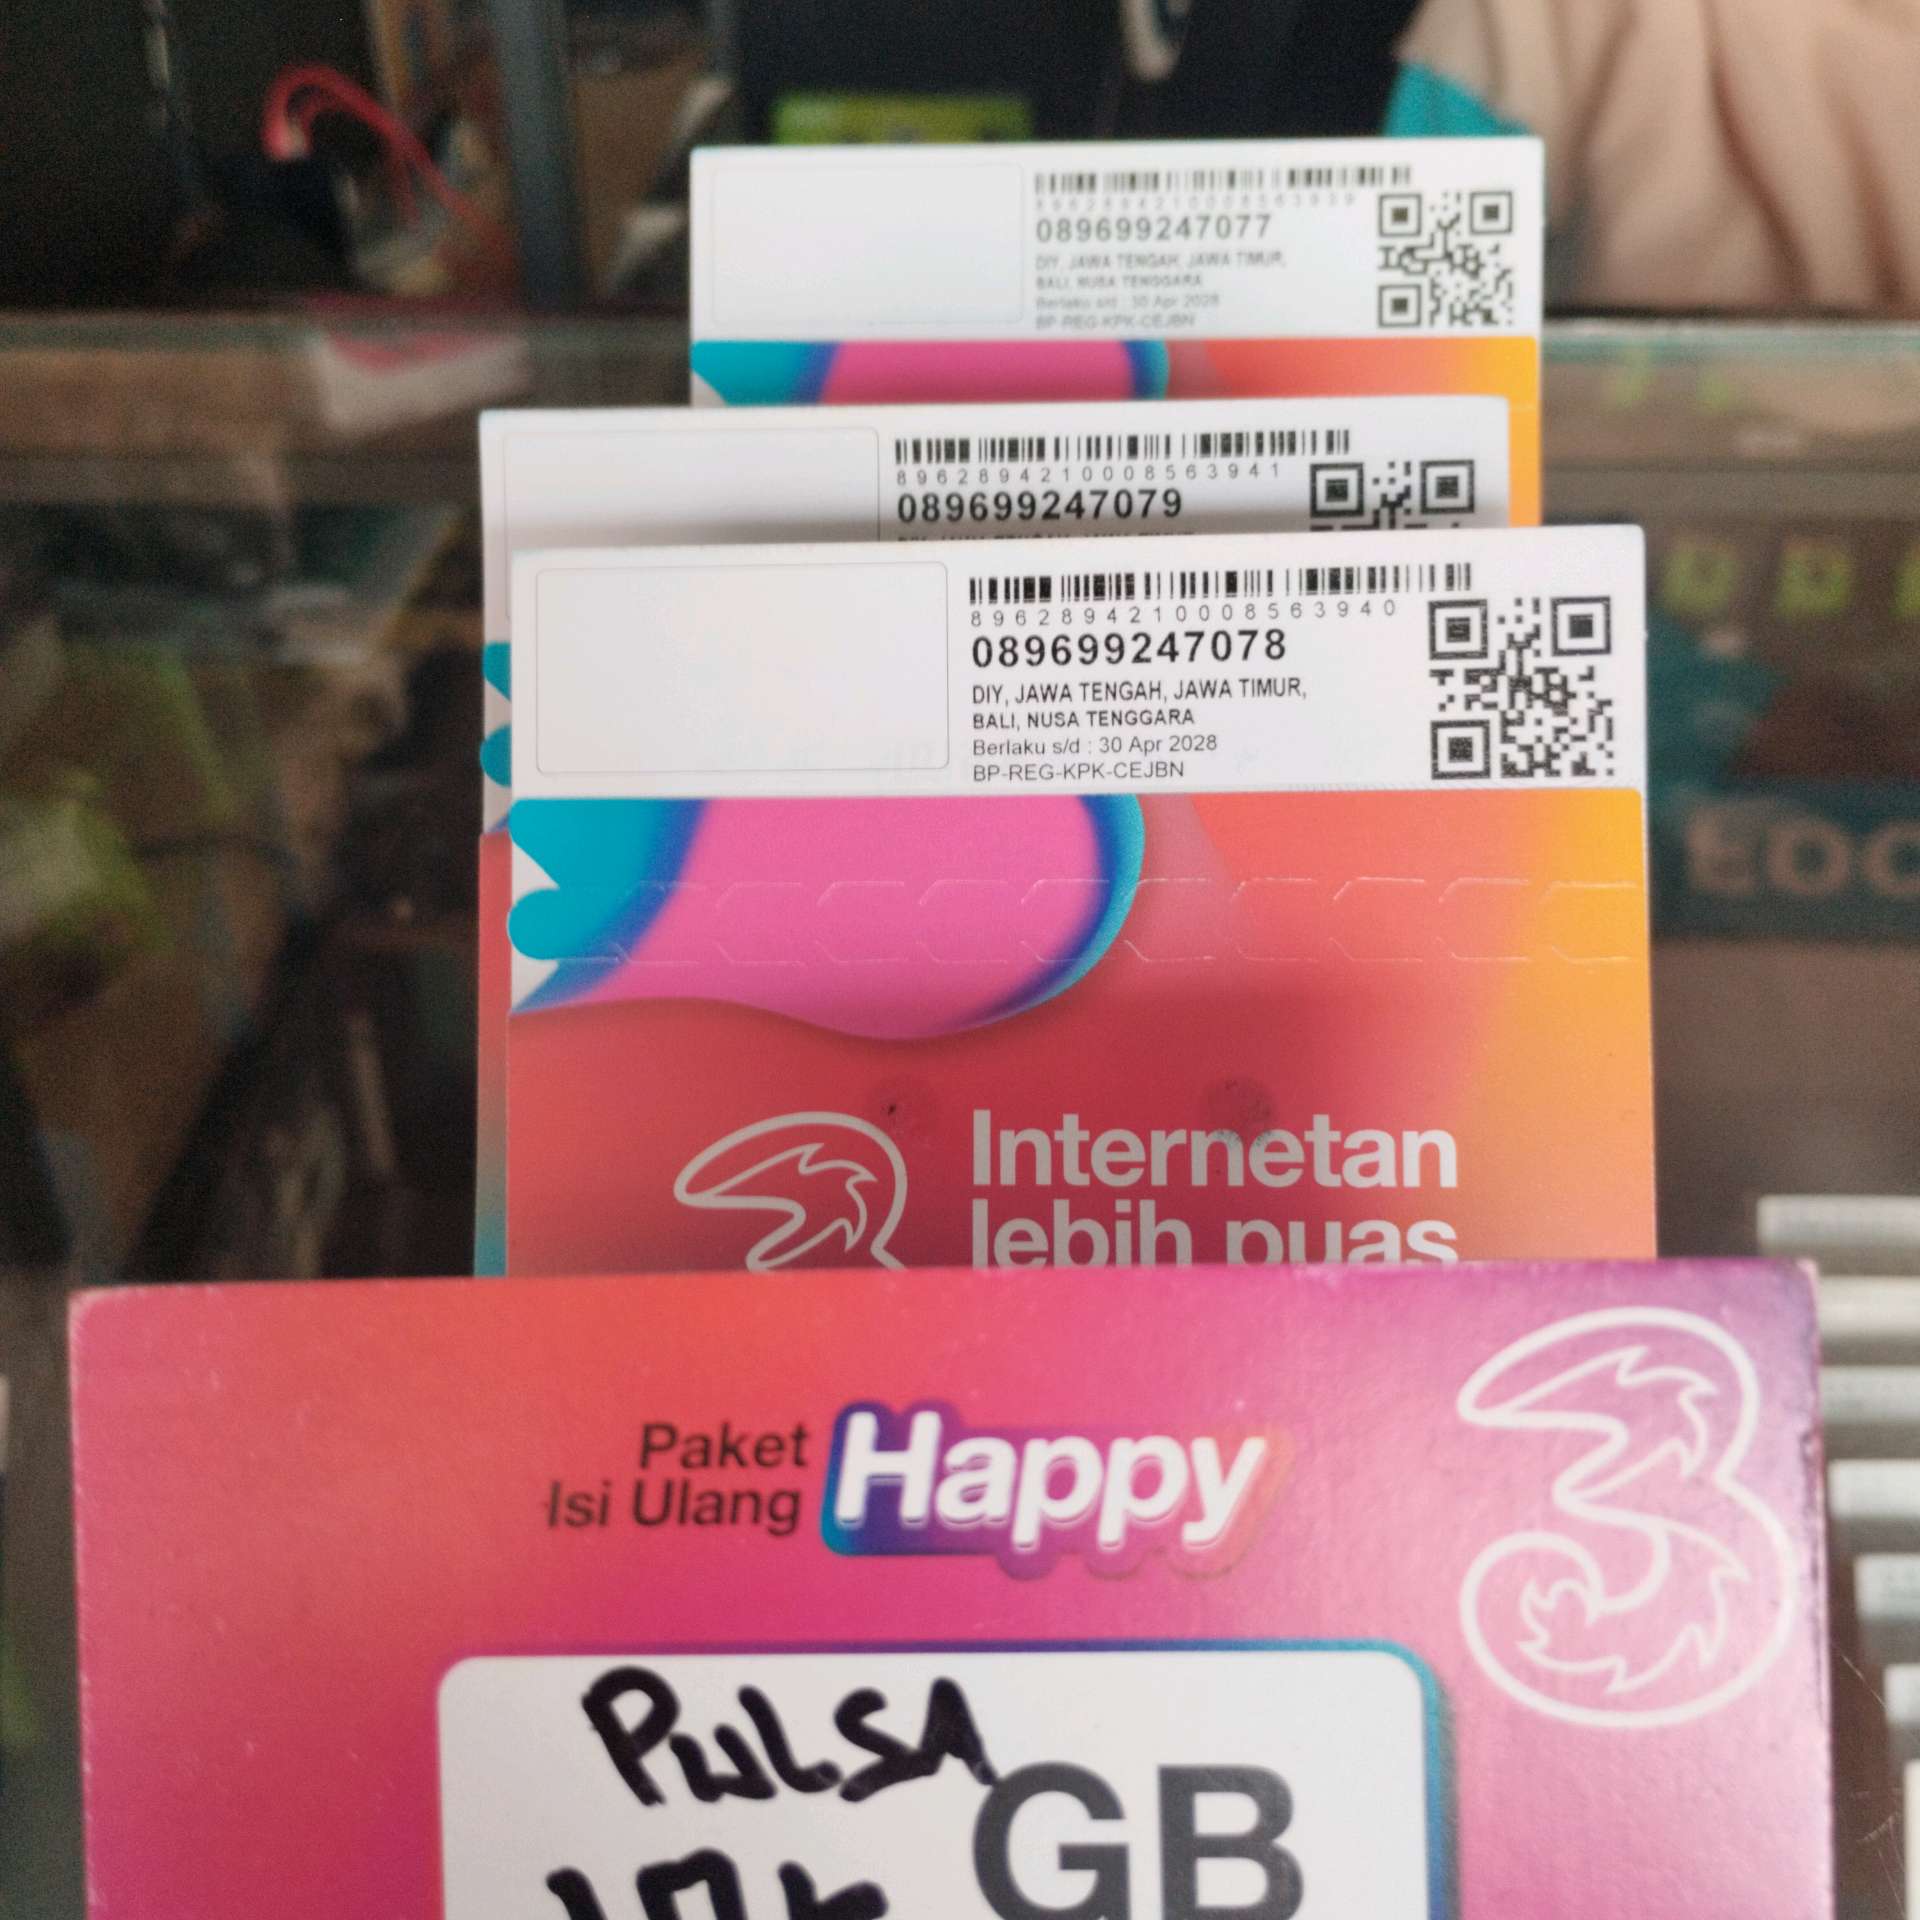 8962894210008563939
089699247077
DIY, JAWA TENGAH, JAWA TIMUR,
BALI, NUSA TENGGARA
Berlaku s/d : 30 Apr 2028
BP-REG-KPK-CEJBN
8962894210008563941
089699247079
8962894210008563940
089699247078
DIY, JAWA TENGAH, JAWA TIMUR,
BALI, NUSA TENGGARA
Berlaku s/d : 30 Apr 2028
BP-REG-KPK-CEJBN
Internetan
lebih puas
Paket
Isi Ulang
Happy
3
PULSA
GB